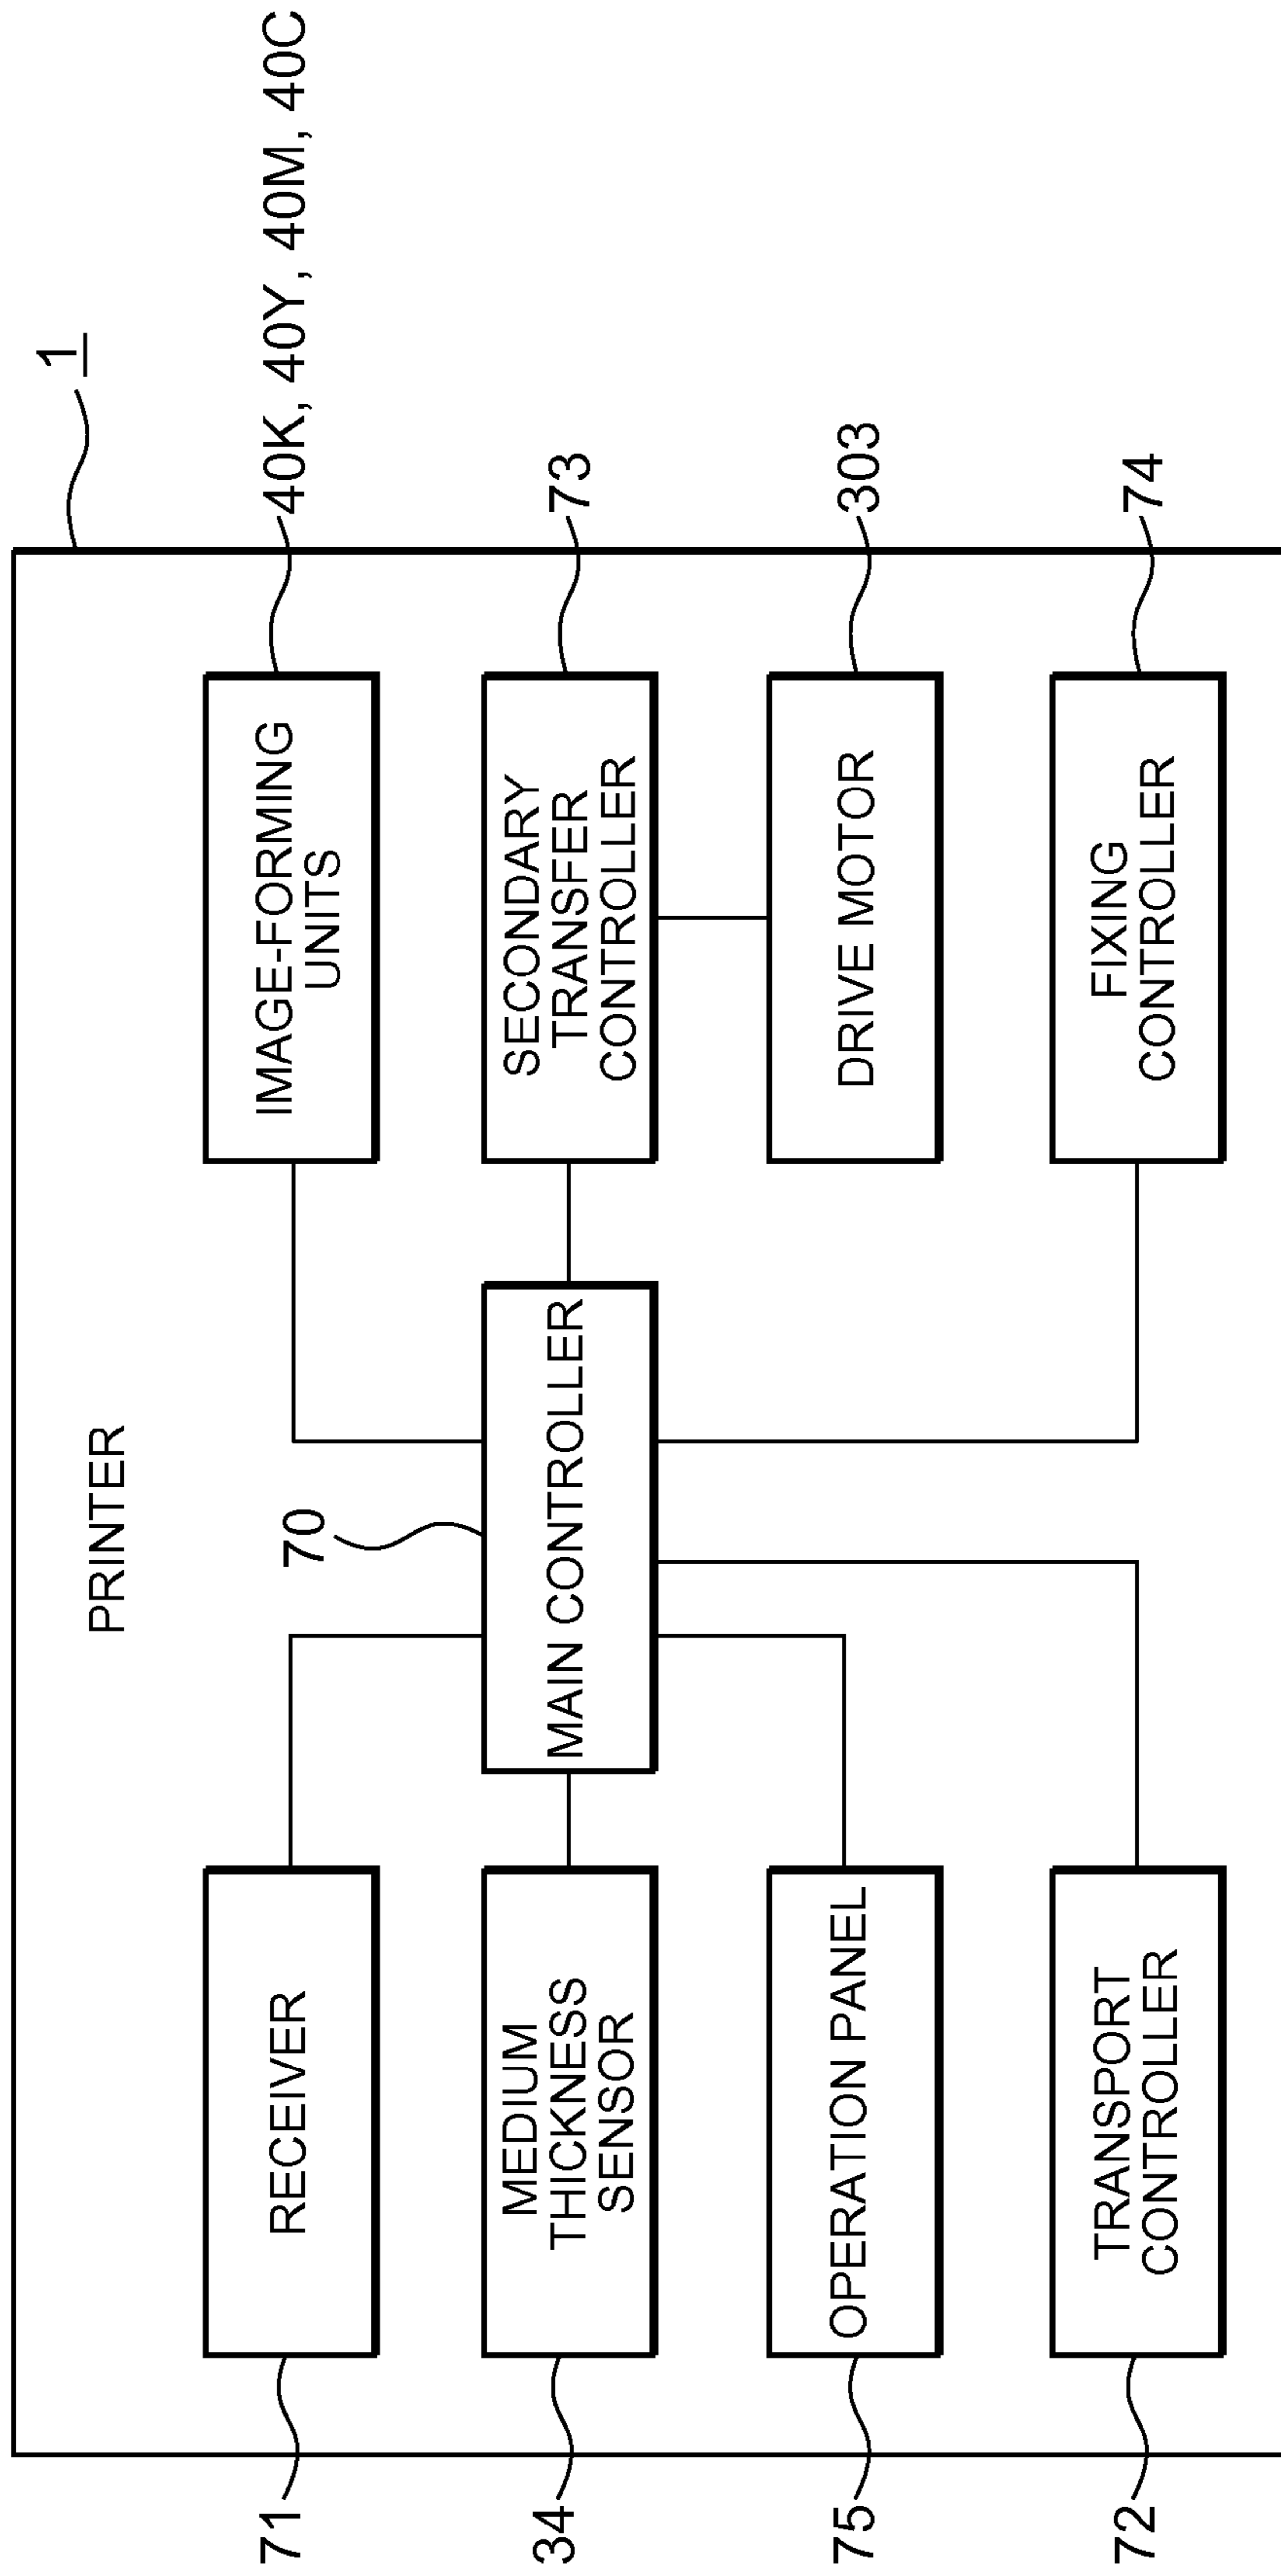 1
PRINTER
71
RECEIVER
34
MEDIUM
THICKNESS
SENSOR
75
OPERATION PANEL
72
TRANSPORT
CONTROLLER
70
MAIN CONTROLLER
IMAGE-FORMING
UNITS
40K, 40Y, 40M, 40C
SECONDARY
TRANSFER
CONTROLLER
73
DRIVE MOTOR
303
FIXING
CONTROLLER
74